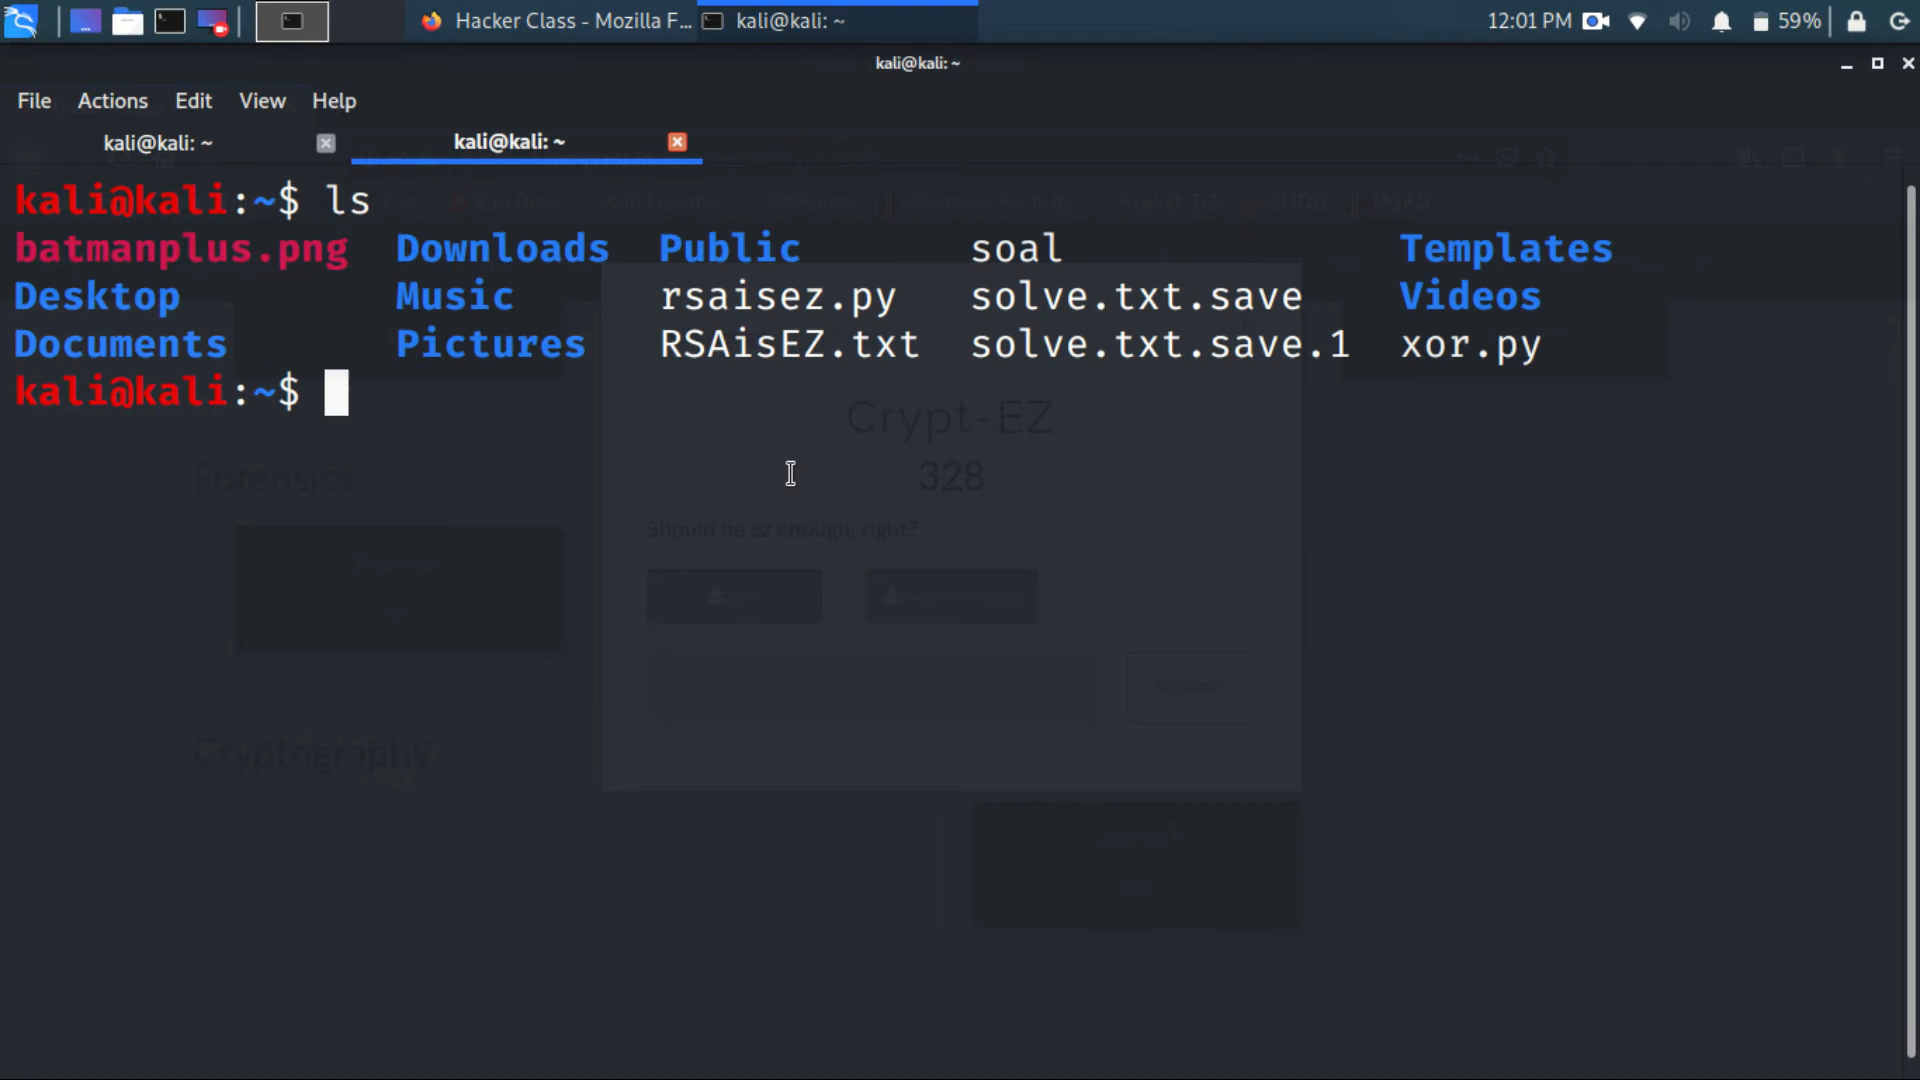 Hacker Class - Mozilla F... kali@kali: ~ 12:01 PM 59%
kali@kali: ~
File Actions Edit View Help
kali@kali: ~ kali@kali: ~
kali@kali:~$ ls
batmanplus.png Downloads Public soal Templates
Desktop Music rsaisez.py solve.txt.save Videos
Documents Pictures RSAisEZ.txt solve.txt.save.1 xor.py
kali@kali:~$
Crypt-EZ
Forensics
328
Should be ez enough, right?
Cryptography